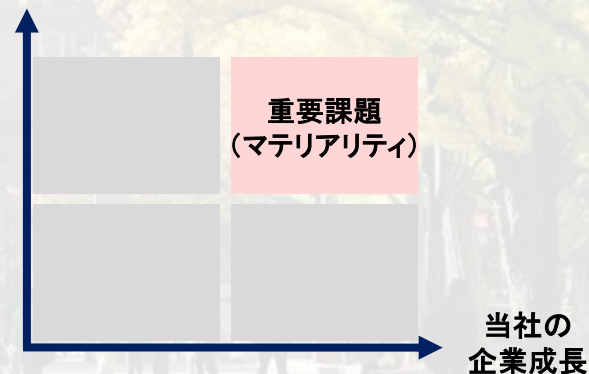 重要課題
（マテリアリティ）
当社の
企業成長